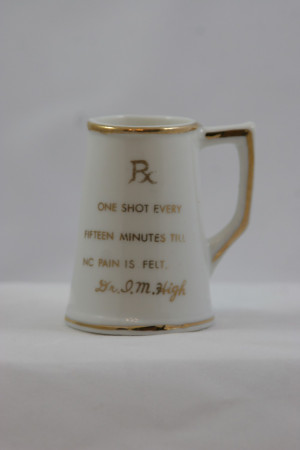 Rx
ONE SHOT EVERY
FIFTEEN MINUTES TILL
NO PAIN IS FELT.
Dr. I. M. High